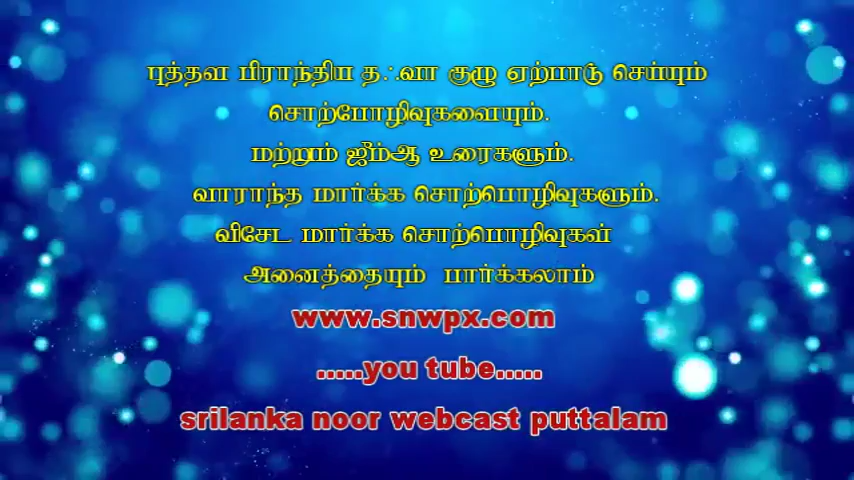 புத்தள பிராந்திய தஃவா குழு ஏற்பாடு செய்யும்
சொற்போழிவுகளையும்.
மற்றும் ஜீம்ஆ உரைகளும்.
வாராந்த மார்க்க சொற்பொழிவுகளும்.
விசேட மார்க்க சொற்பொழிவுகள்
அனைத்தையும் பார்க்கலாம்
www.snwpx.com
.....you tube.....
srilanka noor webcast puttalam